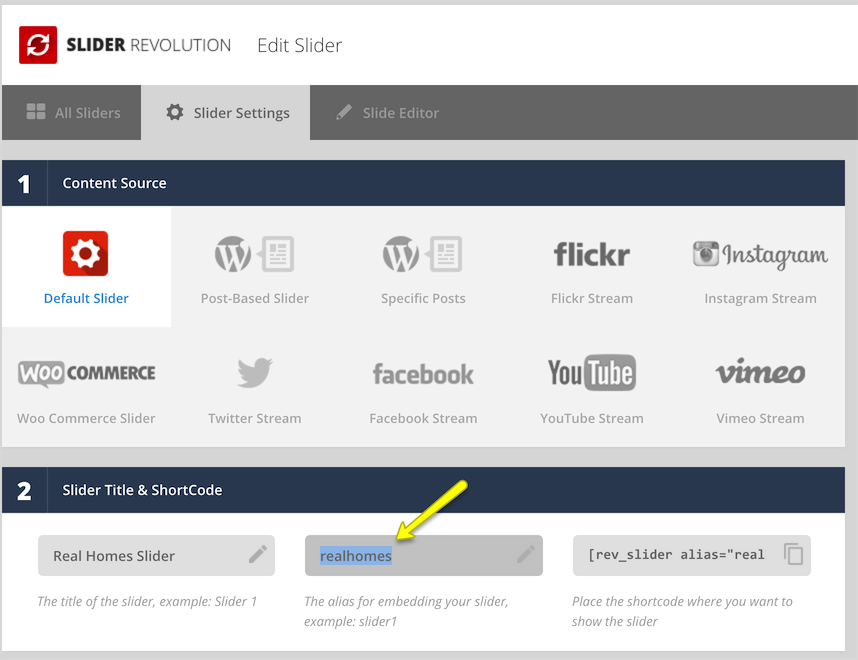 SLIDER REVOLUTION Edit Slider
All Sliders Slider Settings Slide Editor
1 Content Source
flickr Instagram
Default Slider Post-Based Slider Specific Posts Flickr Stream Instagram Stream
WOO COMMERCE facebook YouTube vimeo
Woo Commerce Slider Twitter Stream Facebook Stream YouTube Stream Vimeo Stream
2 Slider Title & ShortCode
Real Homes Slider realhomes [rev_slider alias="real
The title of the slider, example: Slider 1
The alias for embedding your slider,
example: slider1
Place the shortcode where you want to
show the slider